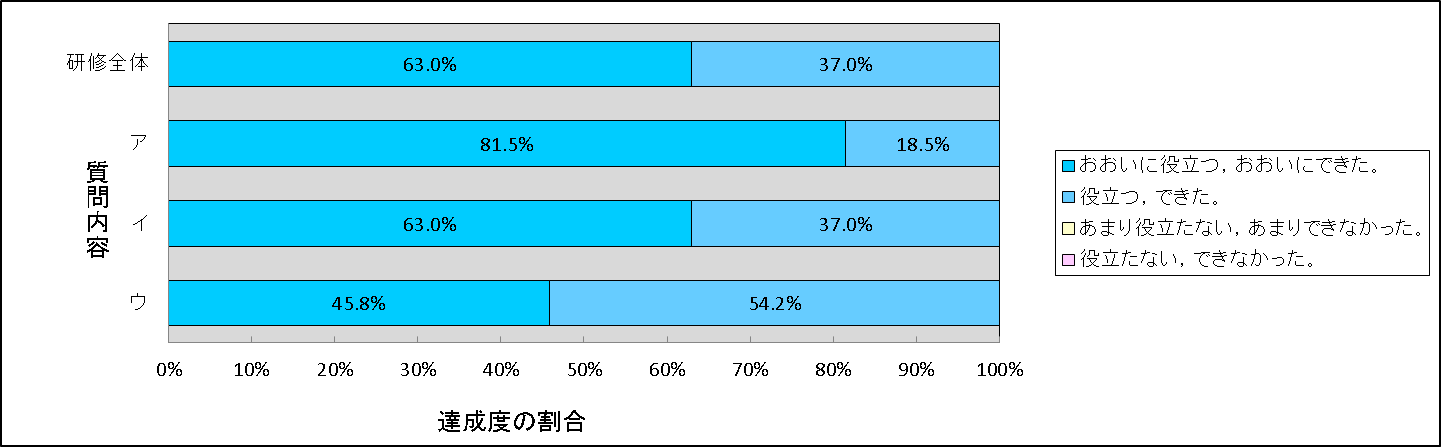 研修全体
63.0%
37.0%
ア
81.5%
18.5%
イ
63.0%
37.0%
ウ
45.8%
54.2%
質問内容
0% 10% 20% 30% 40% 50% 60% 70% 80% 90% 100%
達成度の割合
おおいに役立つ，おおいにできた。
役立つ，できた。
あまり役立たない，あまりできなかった。
役立たない，できなかった。